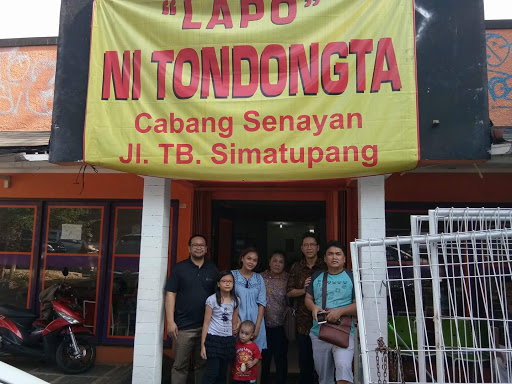 "LAPO"
NI TONDONGTA
Cabang Senayan
Jl. TB. Simatupang